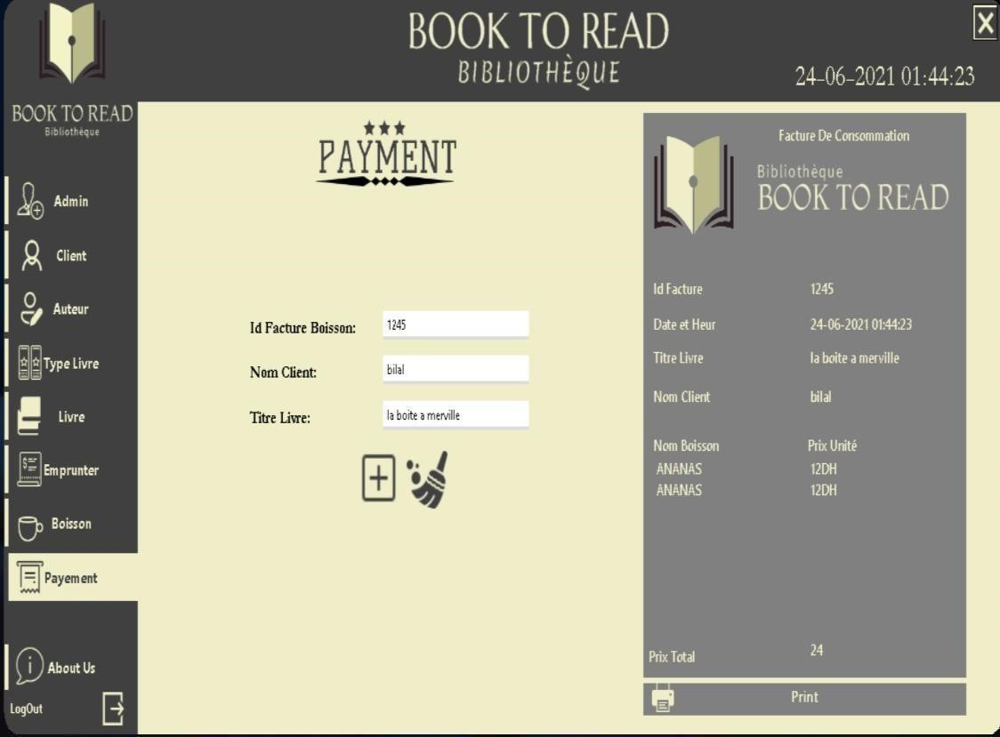 BOOK TO READ
BIBLIOTHÈQUE
24-06-2021 01:44:23
X
BOOK TO READ
Bibliothéque
Admin
Client
Auteur
Type Livre
Livre
Emprunter
Boisson
Payement
About Us
LogOut
PAYMENT
Id Facture Boisson: 1245
Nom Client: bilal
Titre Livre: la boite a merville
Facture De Consommation
Bibliothèque
BOOK TO READ
Id Facture 1245
Date et Heur 24-06-2021 01:44:23
Titre Livre la boite a merville
Nom Client bilal
Nom Boisson Prix Unité
ANANAS 12DH
ANANAS 12DH
Prix Total 24
Print